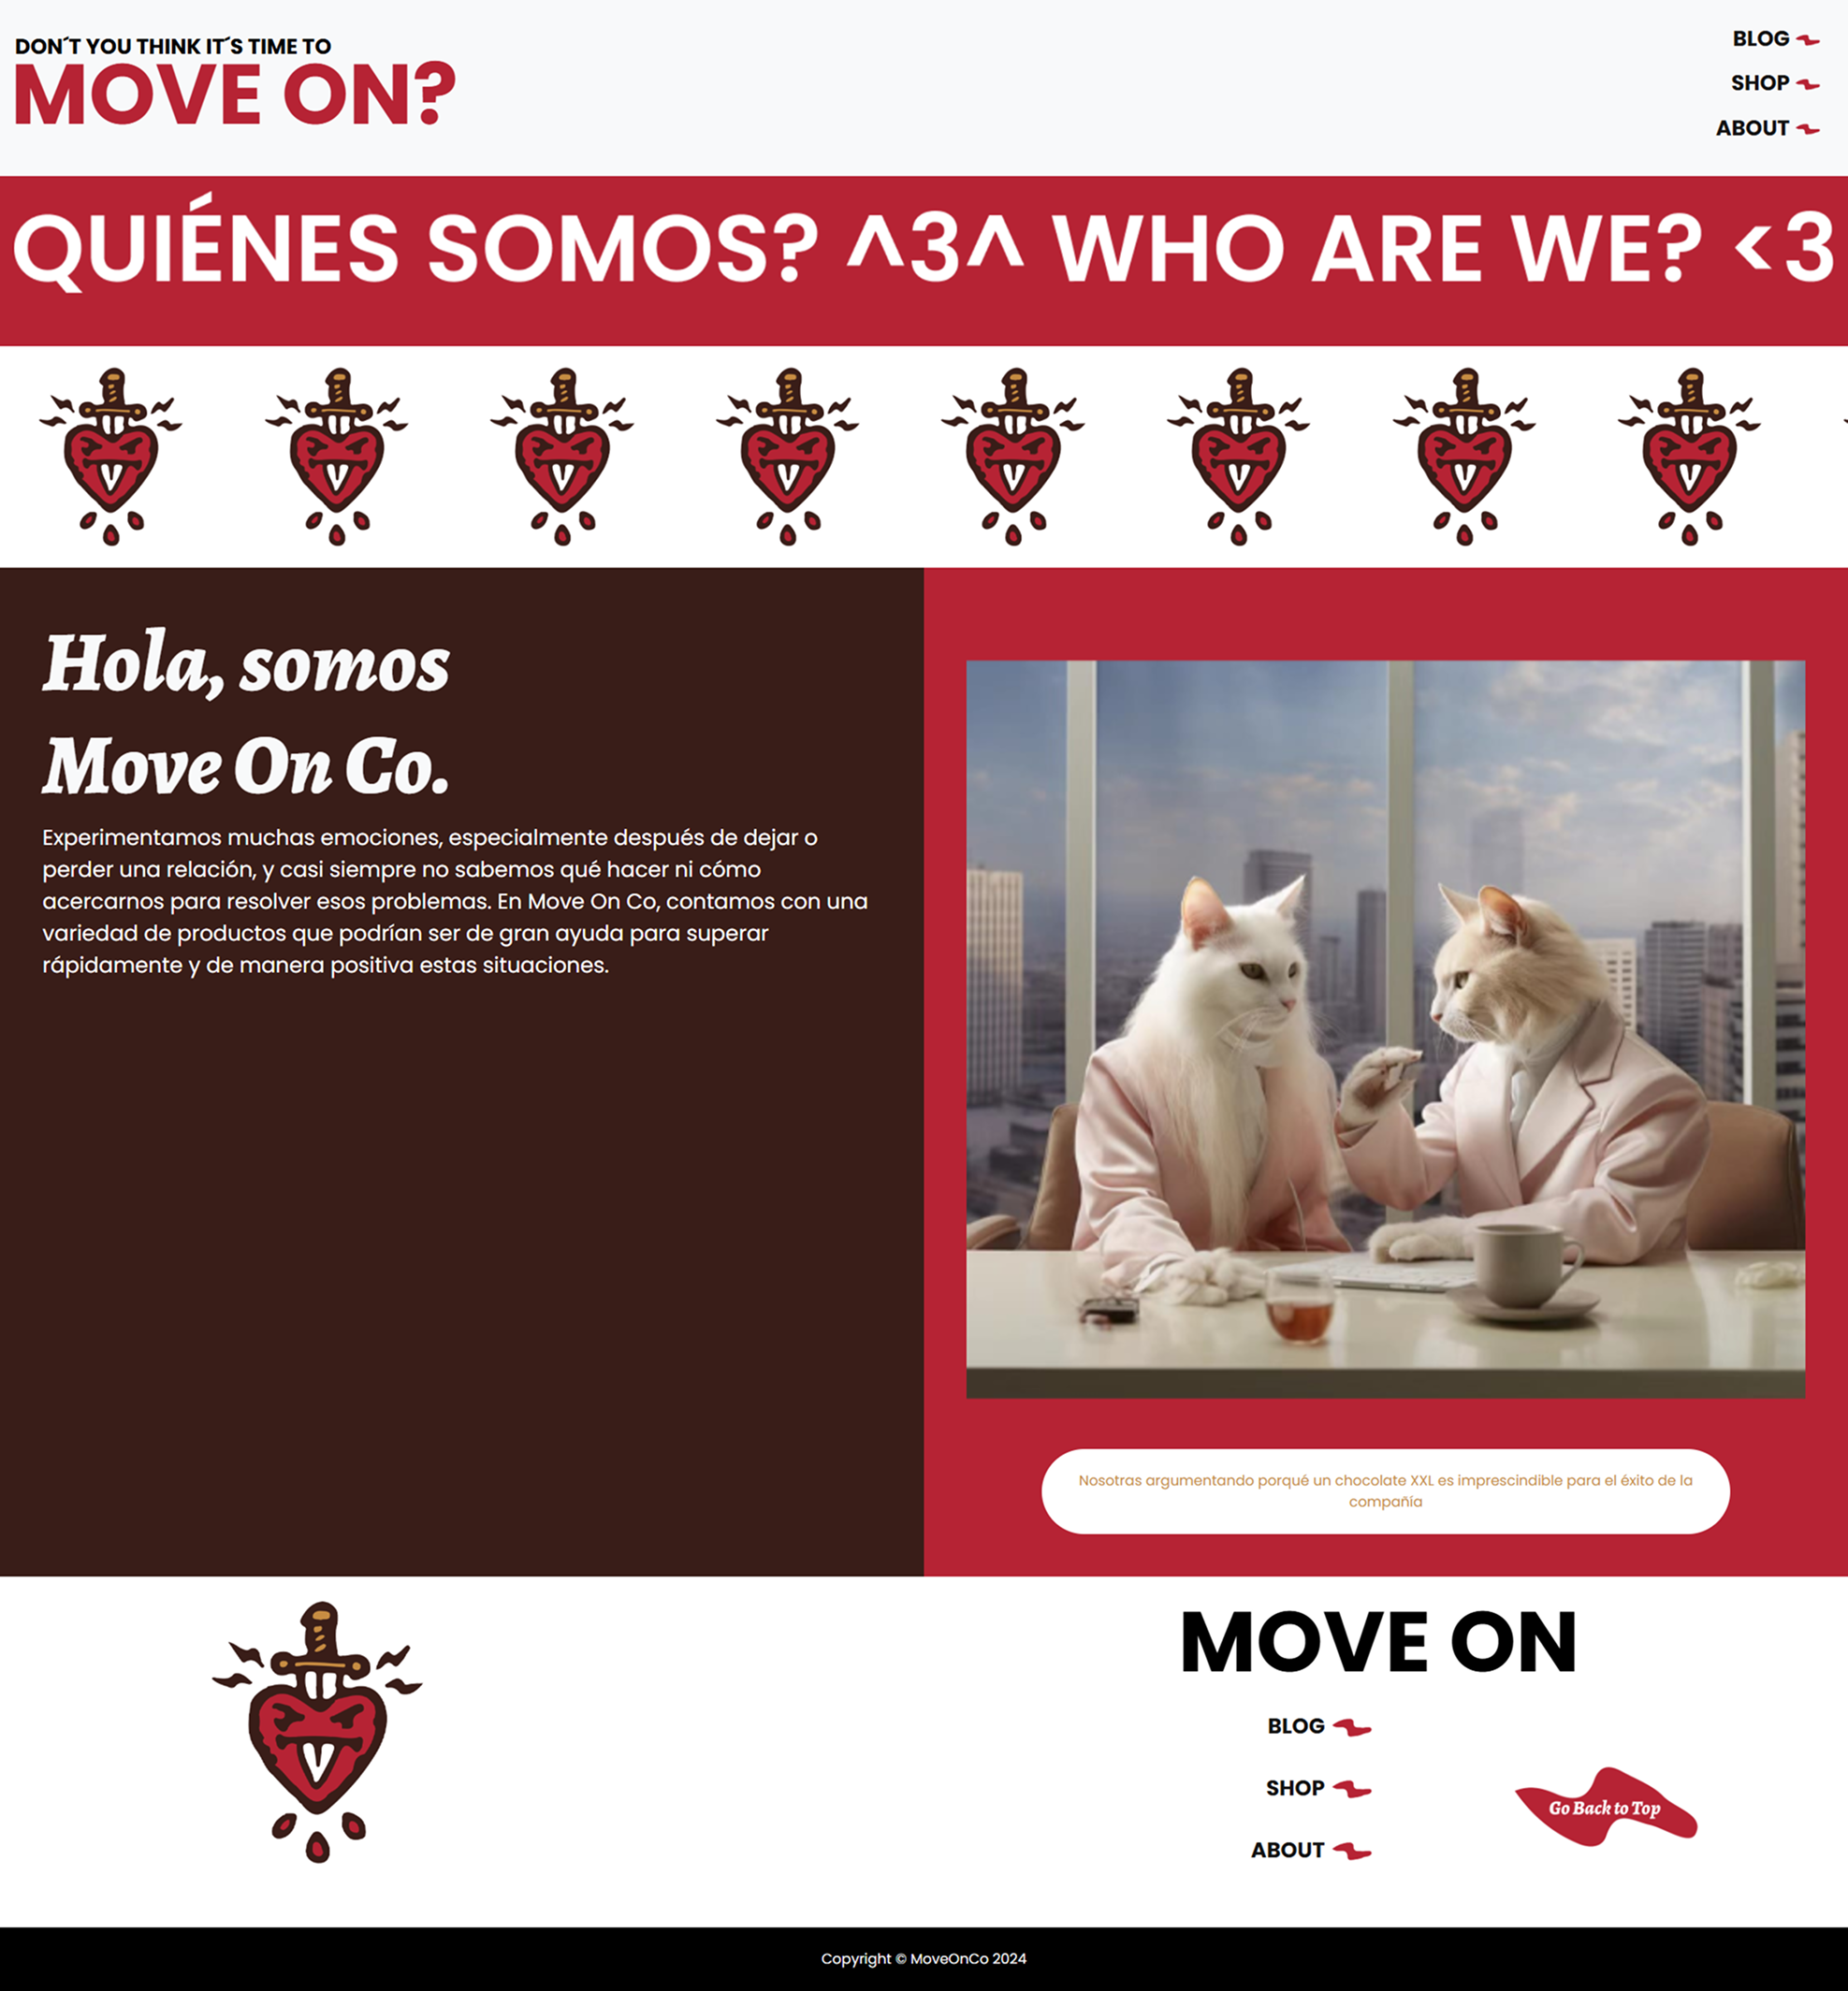 DON´T YOU THINK IT´S TIME TO
MOVE ON?
BLOG
SHOP
ABOUT
QUIÉNES SOMOS? ^3^ WHO ARE WE? <3
Hola, somos
Move On Co.
Experimentamos muchas emociones, especialmente después de dejar o
perder una relación, y casi siempre no sabemos qué hacer ni cómo
acercarnos para resolver esos problemas. En Move On Co, contamos con una
variedad de productos que podrían ser de gran ayuda para superar
rápidamente y de manera positiva estas situaciones.
Nosotras argumentando porqué un chocolate XXL es imprescindible para el éxito de la
compañía
MOVE ON
BLOG
SHOP
ABOUT
Go Back to Top
Copyright © MoveOnCo 2024